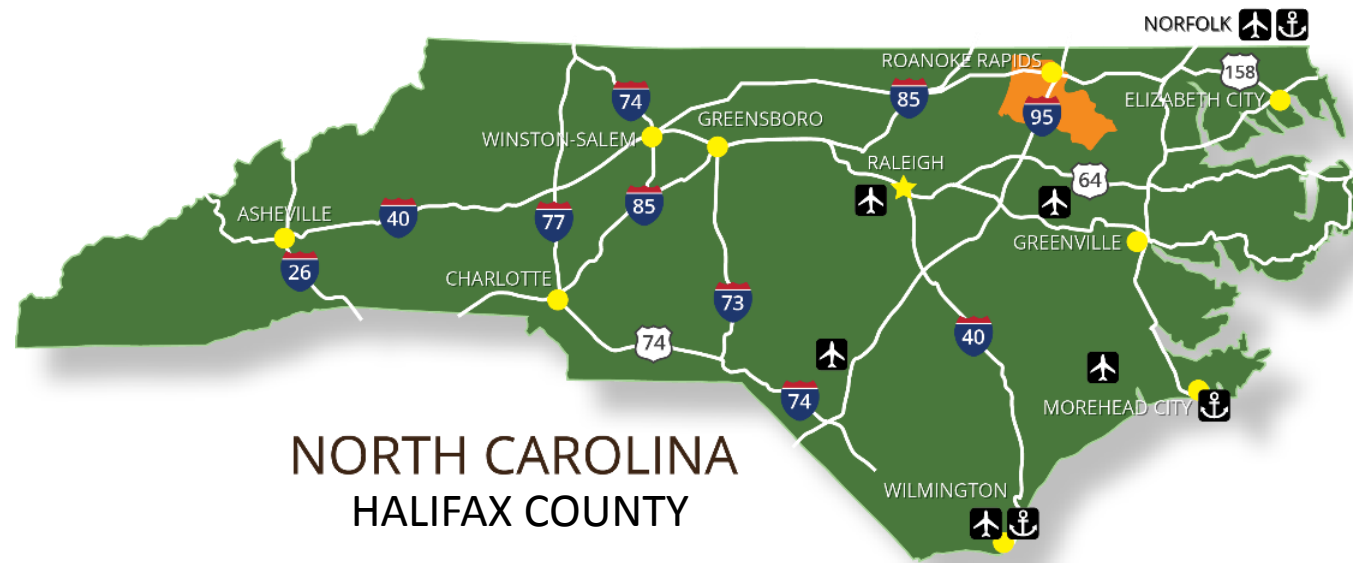 NORFOLK
ROANOKE RAPIDS
158
74
85
ELIZABETH CITY
95
GREENSBORO
WINSTON-SALEM
RALEIGH
64
85
ASHEVILLE
40
77
GREENVILLE
26
CHARLOTTE
73
74
40
74
MOREHEAD CITY
NORTH CAROLINA
HALIFAX COUNTY
WILMINGTON